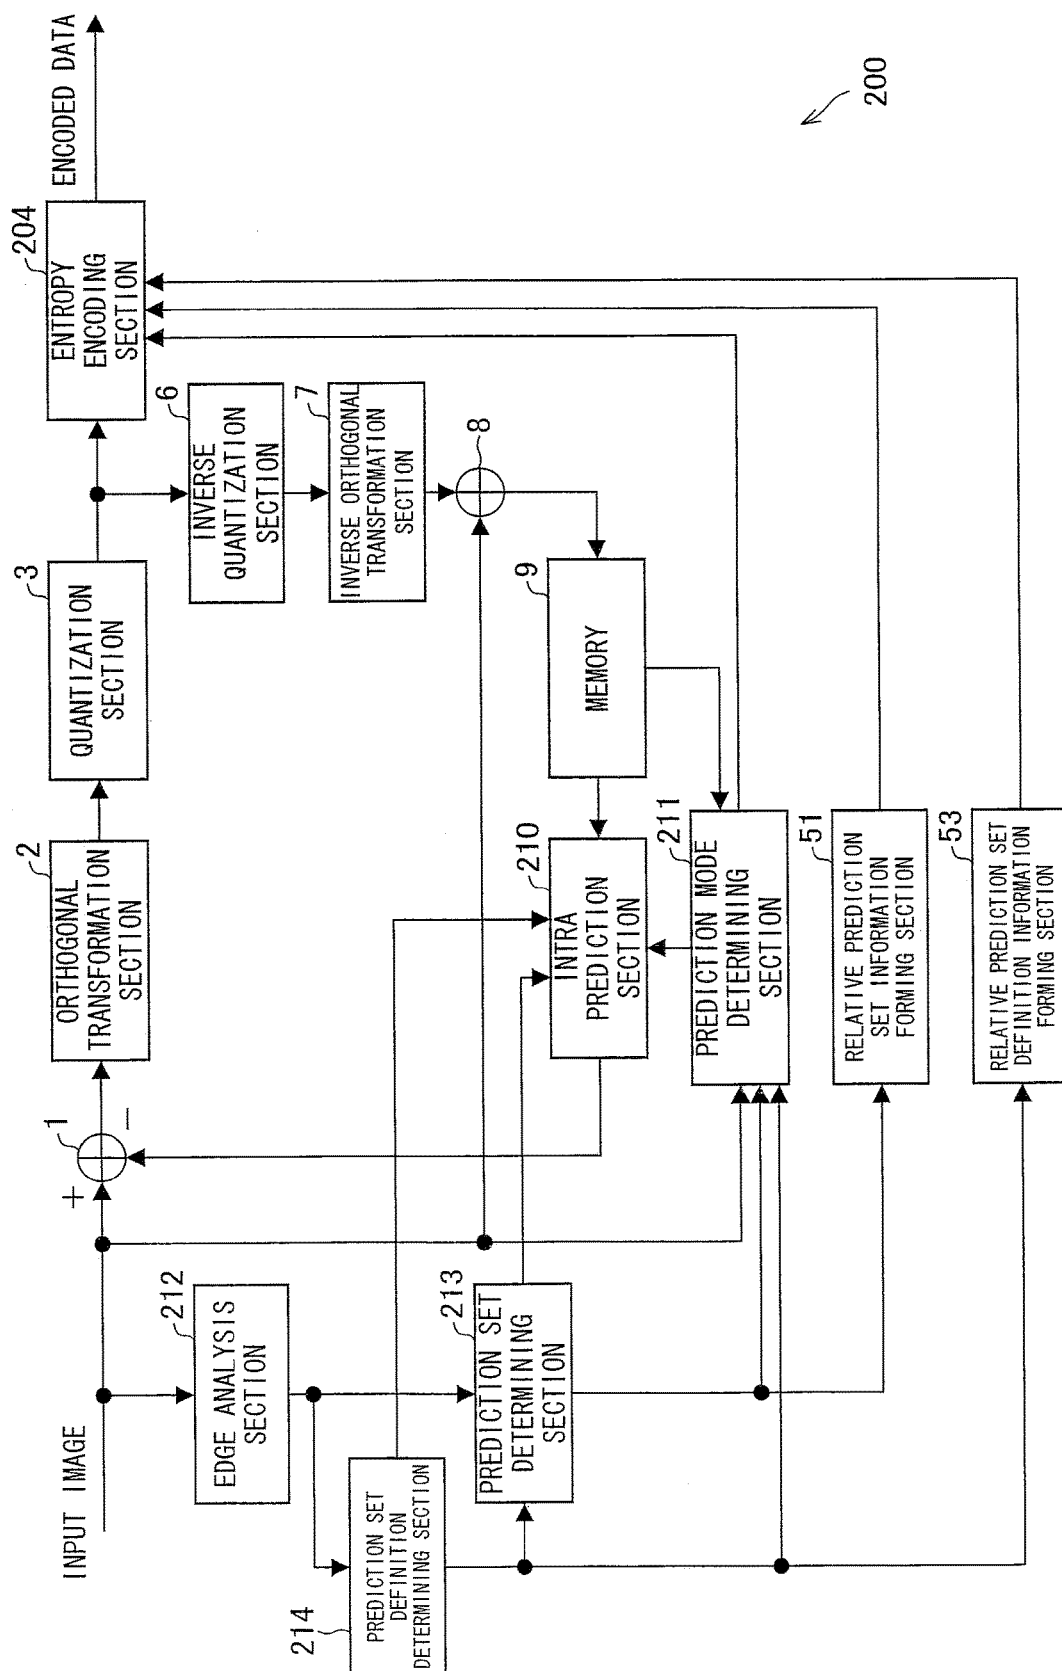 INPUT IMAGE
+
1
−
2
ORTHOGONAL
TRANSFORMATION
SECTION
3
QUANTIZATION
SECTION
204
ENTROPY
ENCODING
SECTION
ENCODED DATA
212
EDGE ANALYSIS
SECTION
6
INVERSE
QUANTIZATION
SECTION
7
INVERSE ORTHOGONAL
TRANSFORMATION
SECTION
8
214
PREDICTION SET
DEFINITION
DETERMINING SECTION
213
PREDICTION SET
DETERMINING
SECTION
210
INTRA
PREDICTION
SECTION
9
MEMORY
211
PREDICTION MODE
DETERMINING
SECTION
51
RELATIVE PREDICTION
SET INFORMATION
FORMING SECTION
53
RELATIVE PREDICTION SET
DEFINITION INFORMATION
FORMING SECTION
200